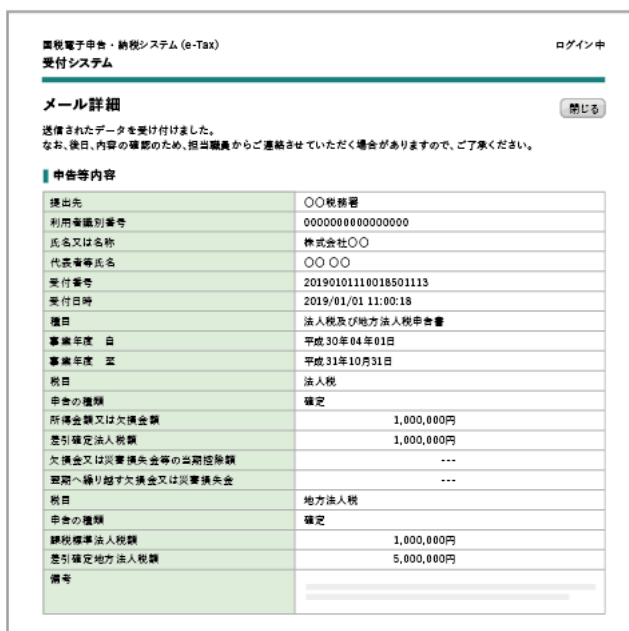 国税電子申告・納税システム(e-Tax)
ログイン中
受付システム
メール詳細
閉じる
送信されたデータを受け付けました。
なお、後日、内容の確認のため、担当職員からご連絡させていただく場合がありますので、ご了承ください。
申告等内容
提出先 〇〇税務署
利用者識別番号 0000000000000000
氏名又は名称 株式会社〇〇
代表者等氏名 〇〇 〇〇
受付番号 20190101110018501113
受付日時 2019/01/01 11:00:18
種目 法人税及び地方法人税申告書
事業年度 自 平成30年04年01日
事業年度 至 平成31年10月31日
税目 法人税
申告の種類 確定
所得金額又は欠損金額 1,000,000円
差引確定法人税額 1,000,000円
欠損金又は災害損失金等の当期控除額 ---
翌期へ繰り越す欠損金又は災害損失金 ---
税目 地方法人税
申告の種類 確定
課税標準法人税額 1,000,000円
差引確定地方法人税額 5,000,000円
備考